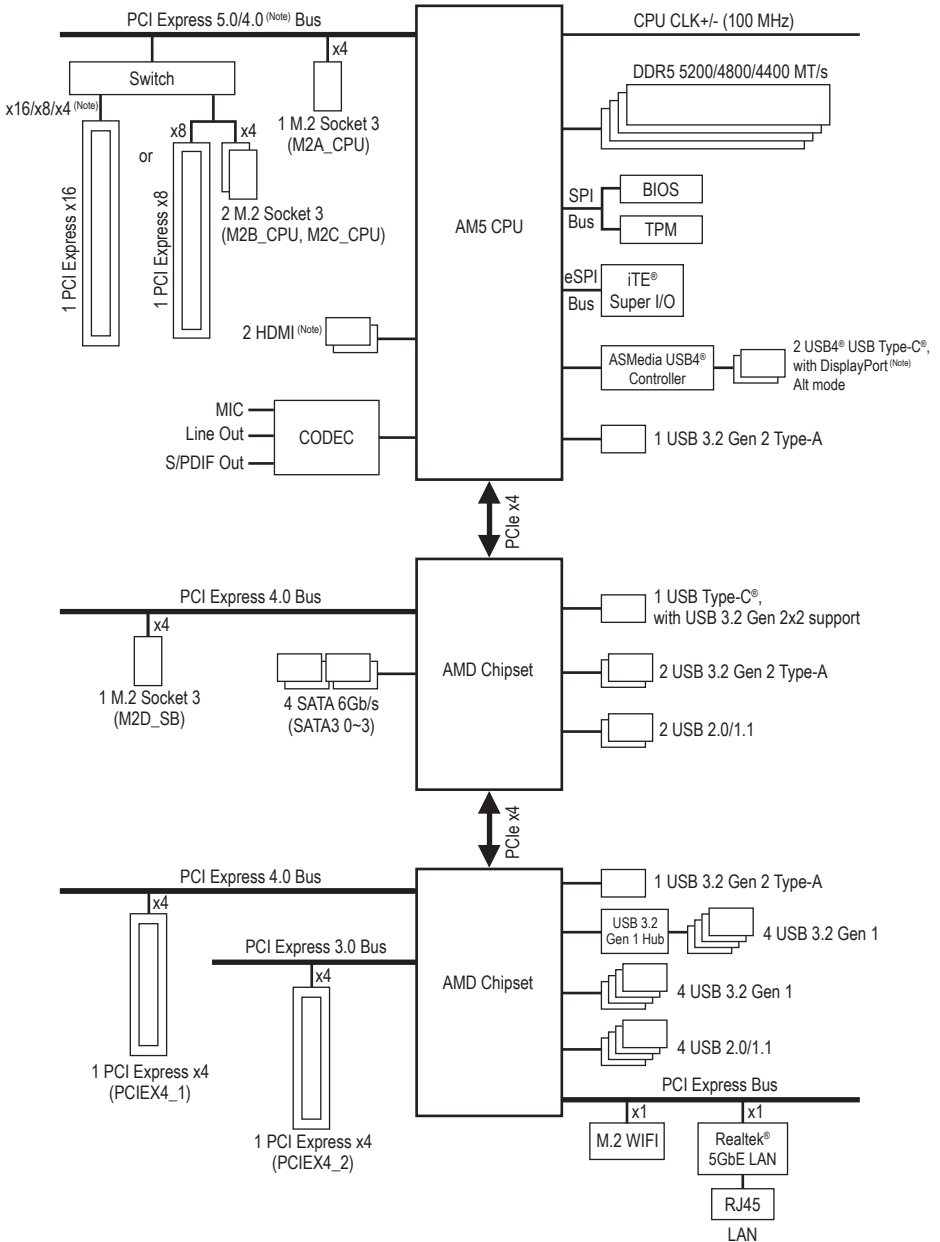 PCI Express 5.0/4.0 (Note) Bus
CPU CLK+/- (100 MHz)
x4
DDR5 5200/4800/4400 MT/s
Switch
x16/x8/x4 (Note)
1 M.2 Socket 3
(M2A_CPU)
x8
x4
or
1 PCI Express x16
1 PCI Express x8
2 M.2 Socket 3
(M2B_CPU, M2C_CPU)
AM5 CPU
SPI
Bus
BIOS
TPM
eSPI
Bus
iTE®
Super I/O
2 HDMI (Note)
ASMedia USB4®
Controller
2 USB4® USB Type-C®,
with DisplayPort (Note)
Alt mode
MIC
Line Out
S/PDIF Out
CODEC
1 USB 3.2 Gen 2 Type-A
PCIe x4
PCI Express 4.0 Bus
x4
1 M.2 Socket 3
(M2D_SB)
4 SATA 6Gb/s
(SATA3 0~3)
AMD Chipset
1 USB Type-C®,
with USB 3.2 Gen 2x2 support
2 USB 3.2 Gen 2 Type-A
2 USB 2.0/1.1
PCIe x4
PCI Express 4.0 Bus
x4
PCI Express 3.0 Bus
x4
1 PCI Express x4
(PCIEX4_1)
1 PCI Express x4
(PCIEX4_2)
AMD Chipset
1 USB 3.2 Gen 2 Type-A
USB 3.2
Gen 1 Hub
4 USB 3.2 Gen 1
4 USB 3.2 Gen 1
4 USB 2.0/1.1
PCI Express Bus
x1
x1
M.2 WIFI
Realtek®
5GbE LAN
RJ45
LAN